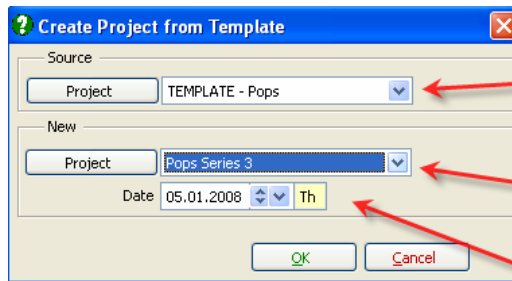 Create Project from Template
Source
Project TEMPLATE - Pops
New
Project Pops Series 3
Date 05.01.2008 Th
OK Cancel